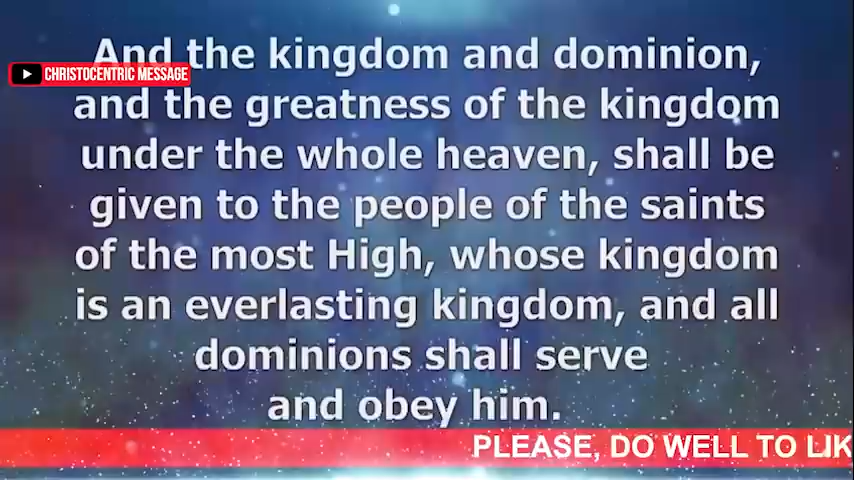 And the kingdom and dominion,
CHRISTOCENTRIC MESSAGE
and the greatness of the kingdom
under the whole heaven, shall be
given to the people of the saints
of the most High, whose kingdom
is an everlasting kingdom, and all
dominions shall serve
and obey him.
PLEASE, DO WELL TO LIK